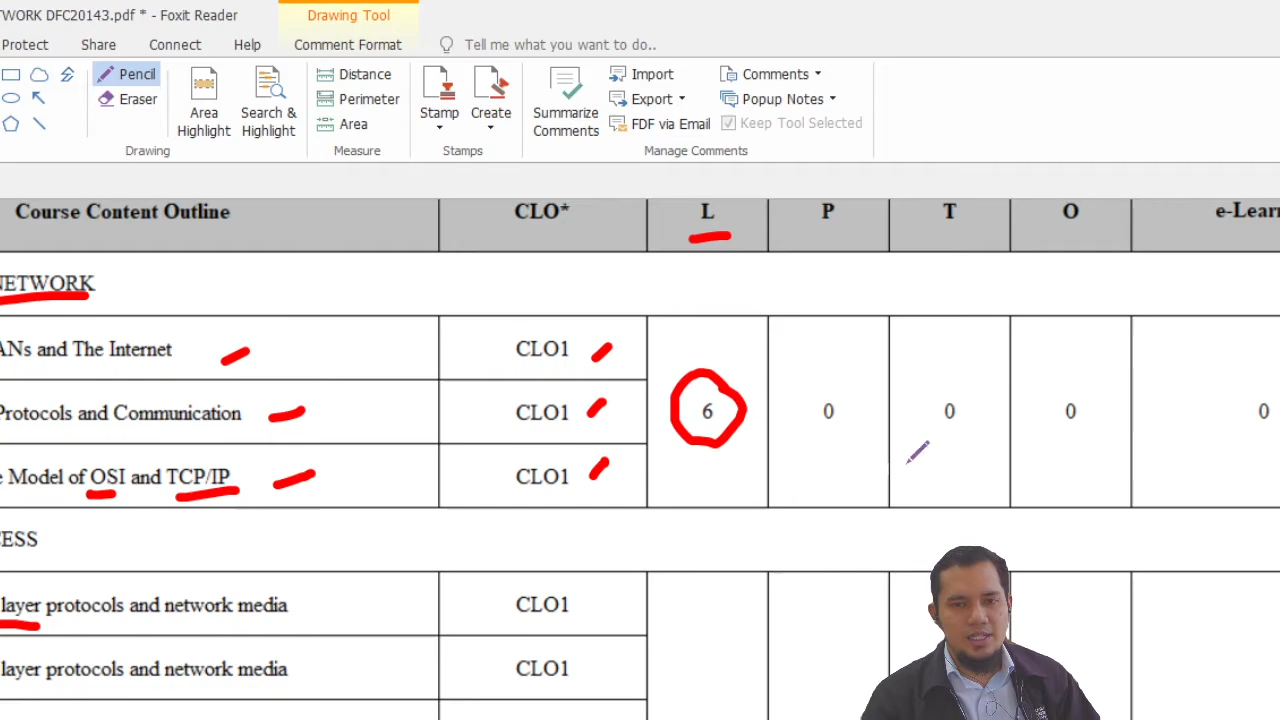 TWORK DFC20143.pdf * - Foxit Reader
Drawing Tool
Protect Share Connect Help Comment Format Tell me what you want to do..
Pencil
Eraser
Drawing
Area
Highlight
Search &
Highlight
Distance
Perimeter
Area
Measure
Stamp
Create
Stamps
Summarize
Comments
Import
Export
FDF via Email
Comments
Popup Notes
Keep Tool Selected
Manage Comments
Course Content Outline CLO* L P T O e-Learn
NETWORK
ANs and The Internet CLO1
Protocols and Communication CLO1 6 0 0 0 0
e Model of OSI and TCP/IP CLO1
CESS
layer protocols and network media CLO1
layer protocols and network media CLO1